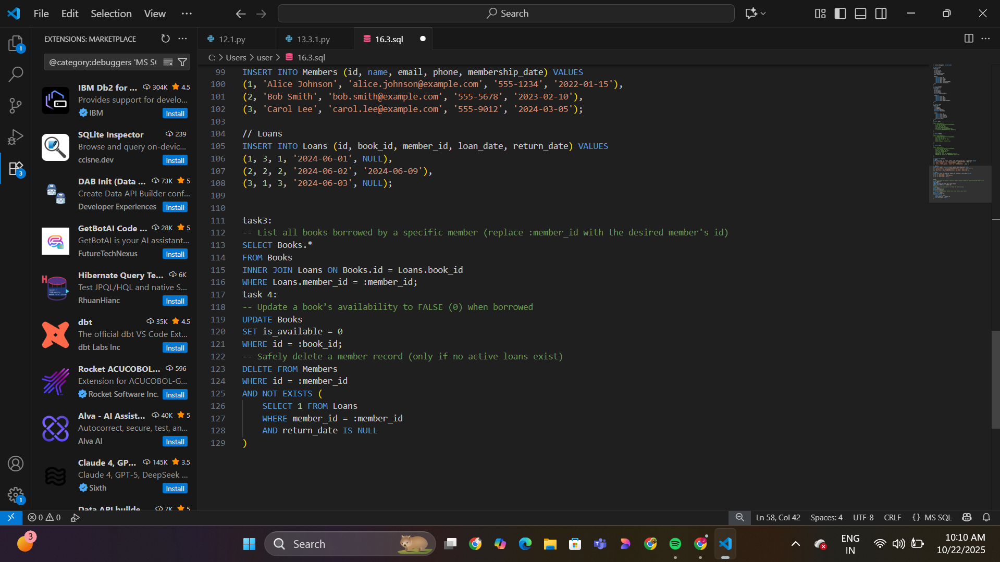 File Edit Selection View ···
Search
EXTENSIONS: MARKETPLACE
@category:debuggers 'MS S
IBM Db2 for ... 304K 4.5
Provides support for develo...
IBM
Install
SQLite Inspector 239
Browse and query on-devic...
ccisne.dev
Install
DAB Init (Data ... 73K 5
Create Data API Builder conf...
Developer Experiences
Install
GetBotAI Code ... 28K 5
GetBotAI is your AI assistant...
FutureTechNexus
Install
Hibernate Query Te... 6K
Test JPQL/HQL and native S...
RhuanHianc
Install
dbt 35K 4.5
The official dbt VS Code Ext...
dbt Labs Inc
Install
Rocket ACUCOBOL... 596
Extension for ACUCOBOL-G...
Rocket Software Inc.
Install
Alva - AI Assist... 40K 5
Autocorrect, secure, test, an...
Alva AI
Install
Claude 4, GP... 145K 3.5
Claude 4, GPT-5, DeepSeek ...
Sixth
Install
Data API builde... 7K 5
12.1.py
13.3.1.py
16.3.sql
C: > Users > user > 16.3.sql
99 INSERT INTO Members (id, name, email, phone, membership_date) VALUES
100 (1, 'Alice Johnson', 'alice.johnson@example.com', '555-1234', '2022-01-15'),
101 (2, 'Bob Smith', 'bob.smith@example.com', '555-5678', '2023-02-10'),
102 (3, 'Carol Lee', 'carol.lee@example.com', '555-9012', '2024-03-05');
103
104 // Loans
105 INSERT INTO Loans (id, book_id, member_id, loan_date, return_date) VALUES
106 (1, 3, 1, '2024-06-01', NULL),
107 (2, 2, 2, '2024-06-02', '2024-06-09'),
108 (3, 1, 3, '2024-06-03', NULL);
109
110
111 task3:
112 -- List all books borrowed by a specific member (replace :member_id with the desired member's id)
113 SELECT Books.*
114 FROM Books
115 INNER JOIN Loans ON Books.id = Loans.book_id
116 WHERE Loans.member_id = :member_id;
117 task 4:
118 -- Update a book’s availability to FALSE (0) when borrowed
119 UPDATE Books
120 SET is_available = 0
121 WHERE id = :book_id;
122 -- Safely delete a member record (only if no active loans exist)
123 DELETE FROM Members
124 WHERE id = :member_id
125 AND NOT EXISTS (
126 SELECT 1 FROM Loans
127 WHERE member_id = :member_id
128 AND return_date IS NULL
129 )
0 0
Ln 58, Col 42 Spaces: 4 UTF-8 CRLF {} MS SQL
3
Search
ENG
IN
10:10 AM
10/22/2025